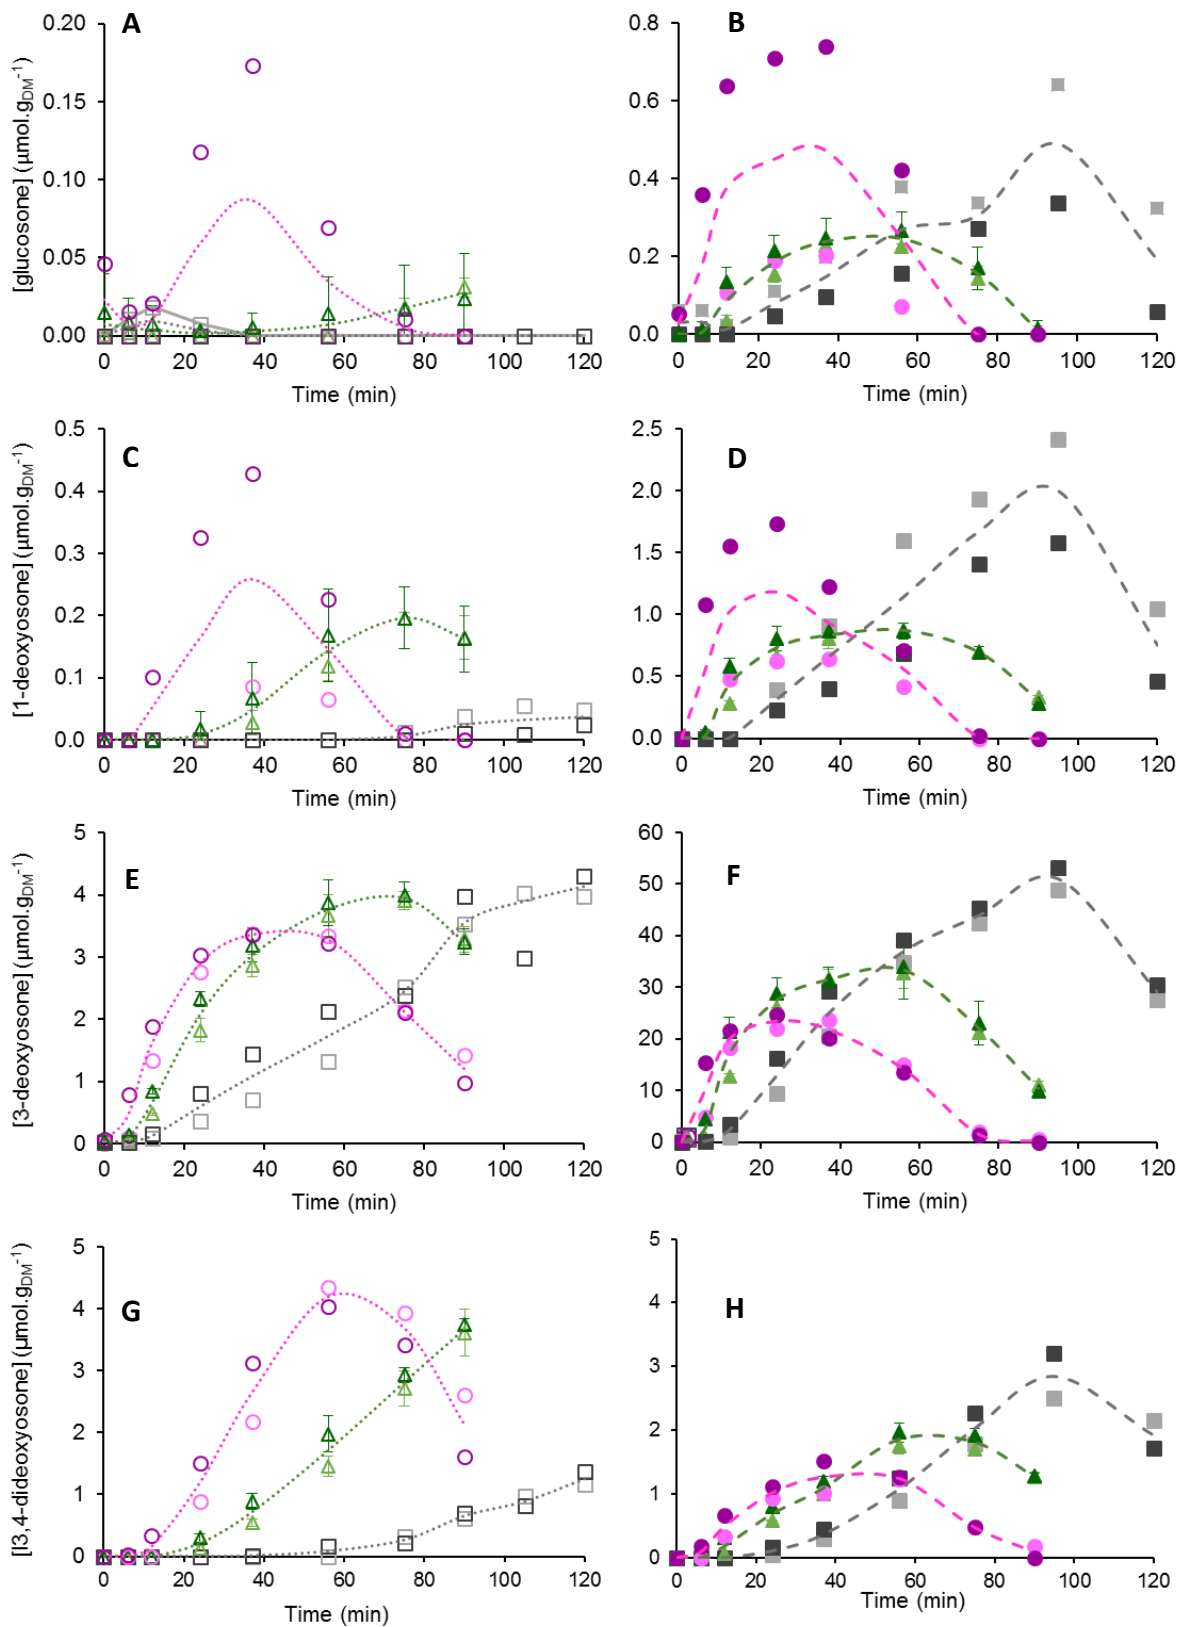 A
B
[glucosone] (µmol.gDM⁻¹)
0.20
0.15
0.10
0.05
0.00
0 20 40 60 80 100 120
Time (min)
0.8
0.6
0.4
0.2
0.0
0 20 40 60 80 100 120
Time (min)
C
D
[1-deoxyosone] (µmol.gDM⁻¹)
0.5
0.4
0.3
0.2
0.1
0.0
0 20 40 60 80 100 120
Time (min)
2.5
2.0
1.5
1.0
0.5
0.0
0 20 40 60 80 100 120
Time (min)
E
F
[3-deoxyosone] (µmol.gDM⁻¹)
5
4
3
2
1
0
0 20 40 60 80 100 120
Time (min)
60
50
40
30
20
10
0
0 20 40 60 80 100 120
Time (min)
G
H
[l3,4-dideoxyosone] (µmol.gDM⁻¹)
5
4
3
2
1
0
0 20 40 60 80 100 120
Time (min)
5
4
3
2
1
0
0 20 40 60 80 100 120
Time (min)